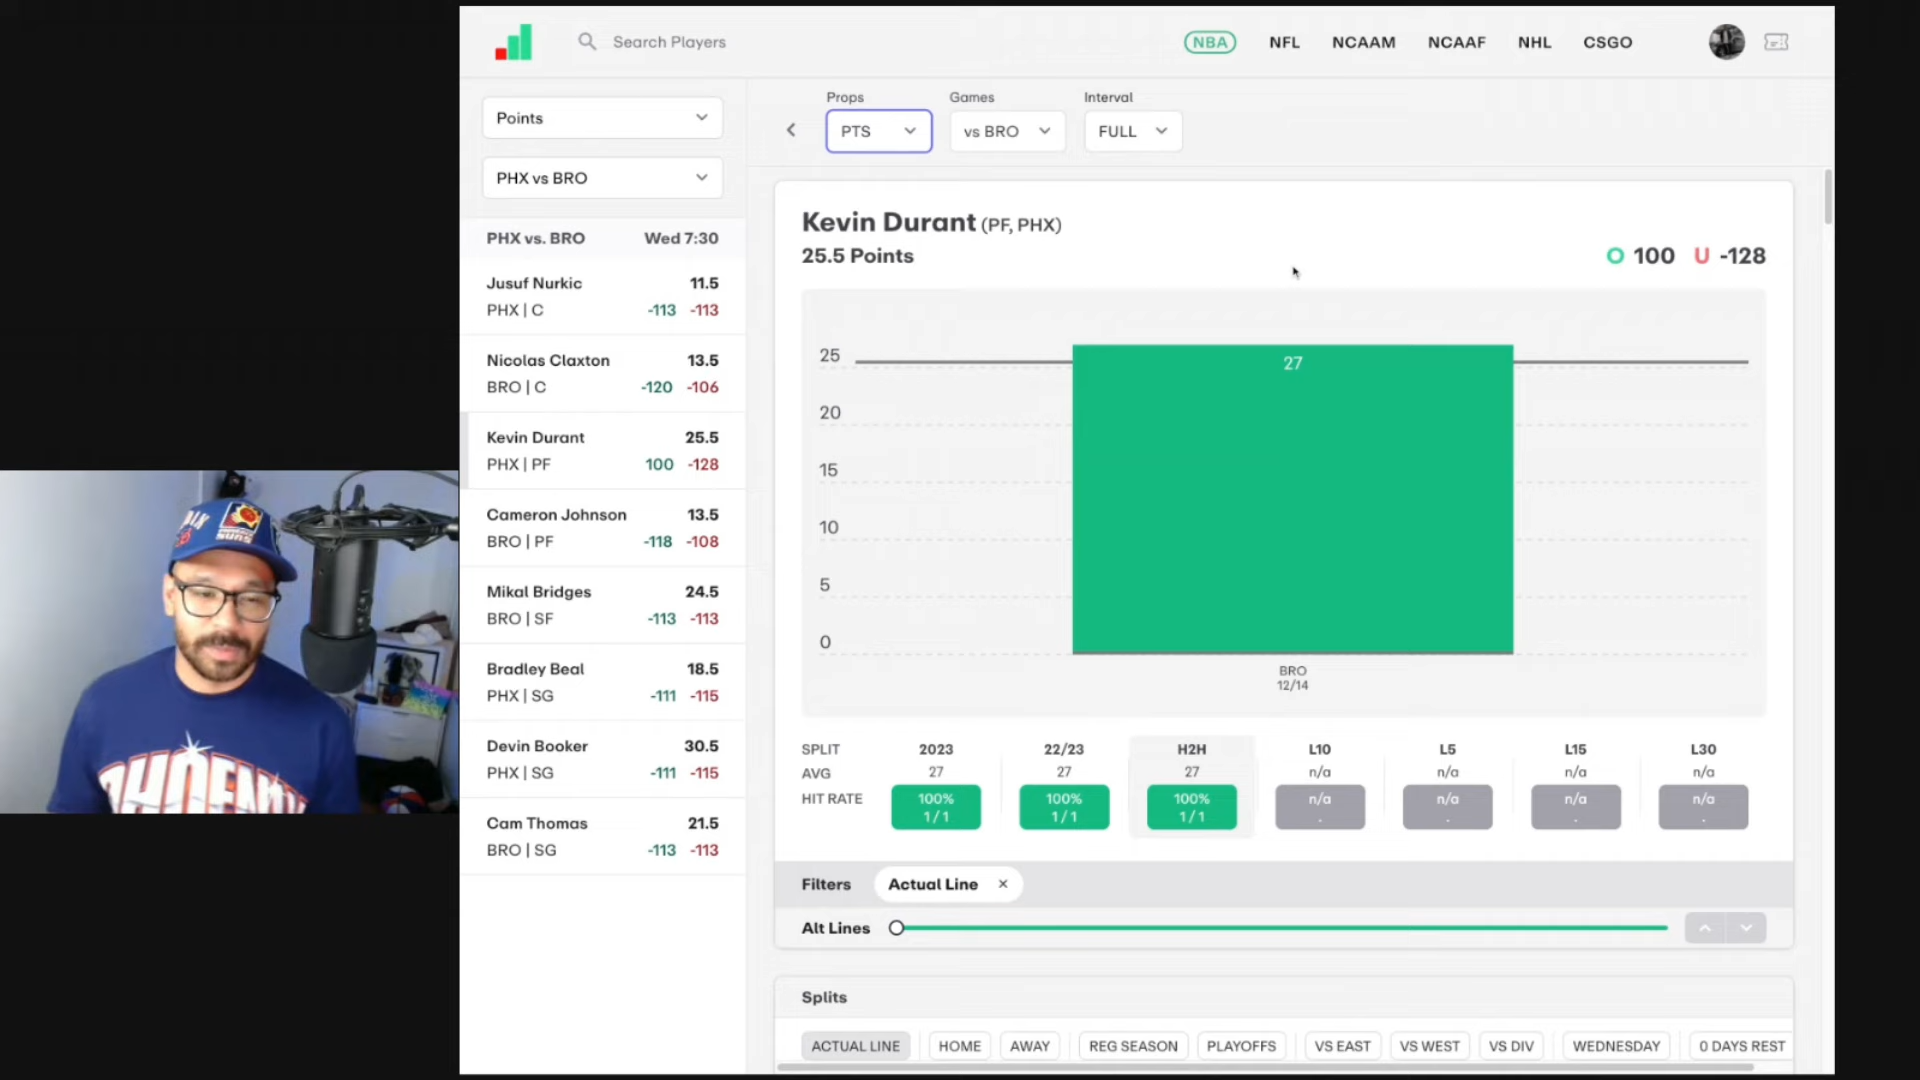 Search Players
NBA
NFL
NCAAM
NCAAF
NHL
CSGO
Points
PHX vs BRO
Props
PTS
Games
vs BRO
Interval
FULL
PHX vs. BRO Wed 7:30
Jusuf Nurkic 11.5
PHX | C -113 -113
Nicolas Claxton 13.5
BRO | C -120 -106
Kevin Durant 25.5
PHX | PF 100 -128
Cameron Johnson 13.5
BRO | PF -118 -108
Mikal Bridges 24.5
BRO | SF -113 -113
Bradley Beal 18.5
PHX | SG -111 -115
Devin Booker 30.5
PHX | SG -111 -115
Cam Thomas 21.5
BRO | SG -113 -113
Kevin Durant (PF, PHX)
25.5 Points
O 100 U -128
25
20
15
10
5
0
27
BRO
12/14
SPLIT 2023 22/23 H2H L10 L5 L15 L30
AVG 27 27 27 n/a n/a n/a n/a
HIT RATE 100% 100% 100% n/a n/a n/a n/a
1 / 1 1 / 1 1 / 1 . . . .
Filters Actual Line ×
Alt Lines
Splits
ACTUAL LINE HOME AWAY REG SEASON PLAYOFFS VS EAST VS WEST VS DIV WEDNESDAY 0 DAYS REST
SUNS